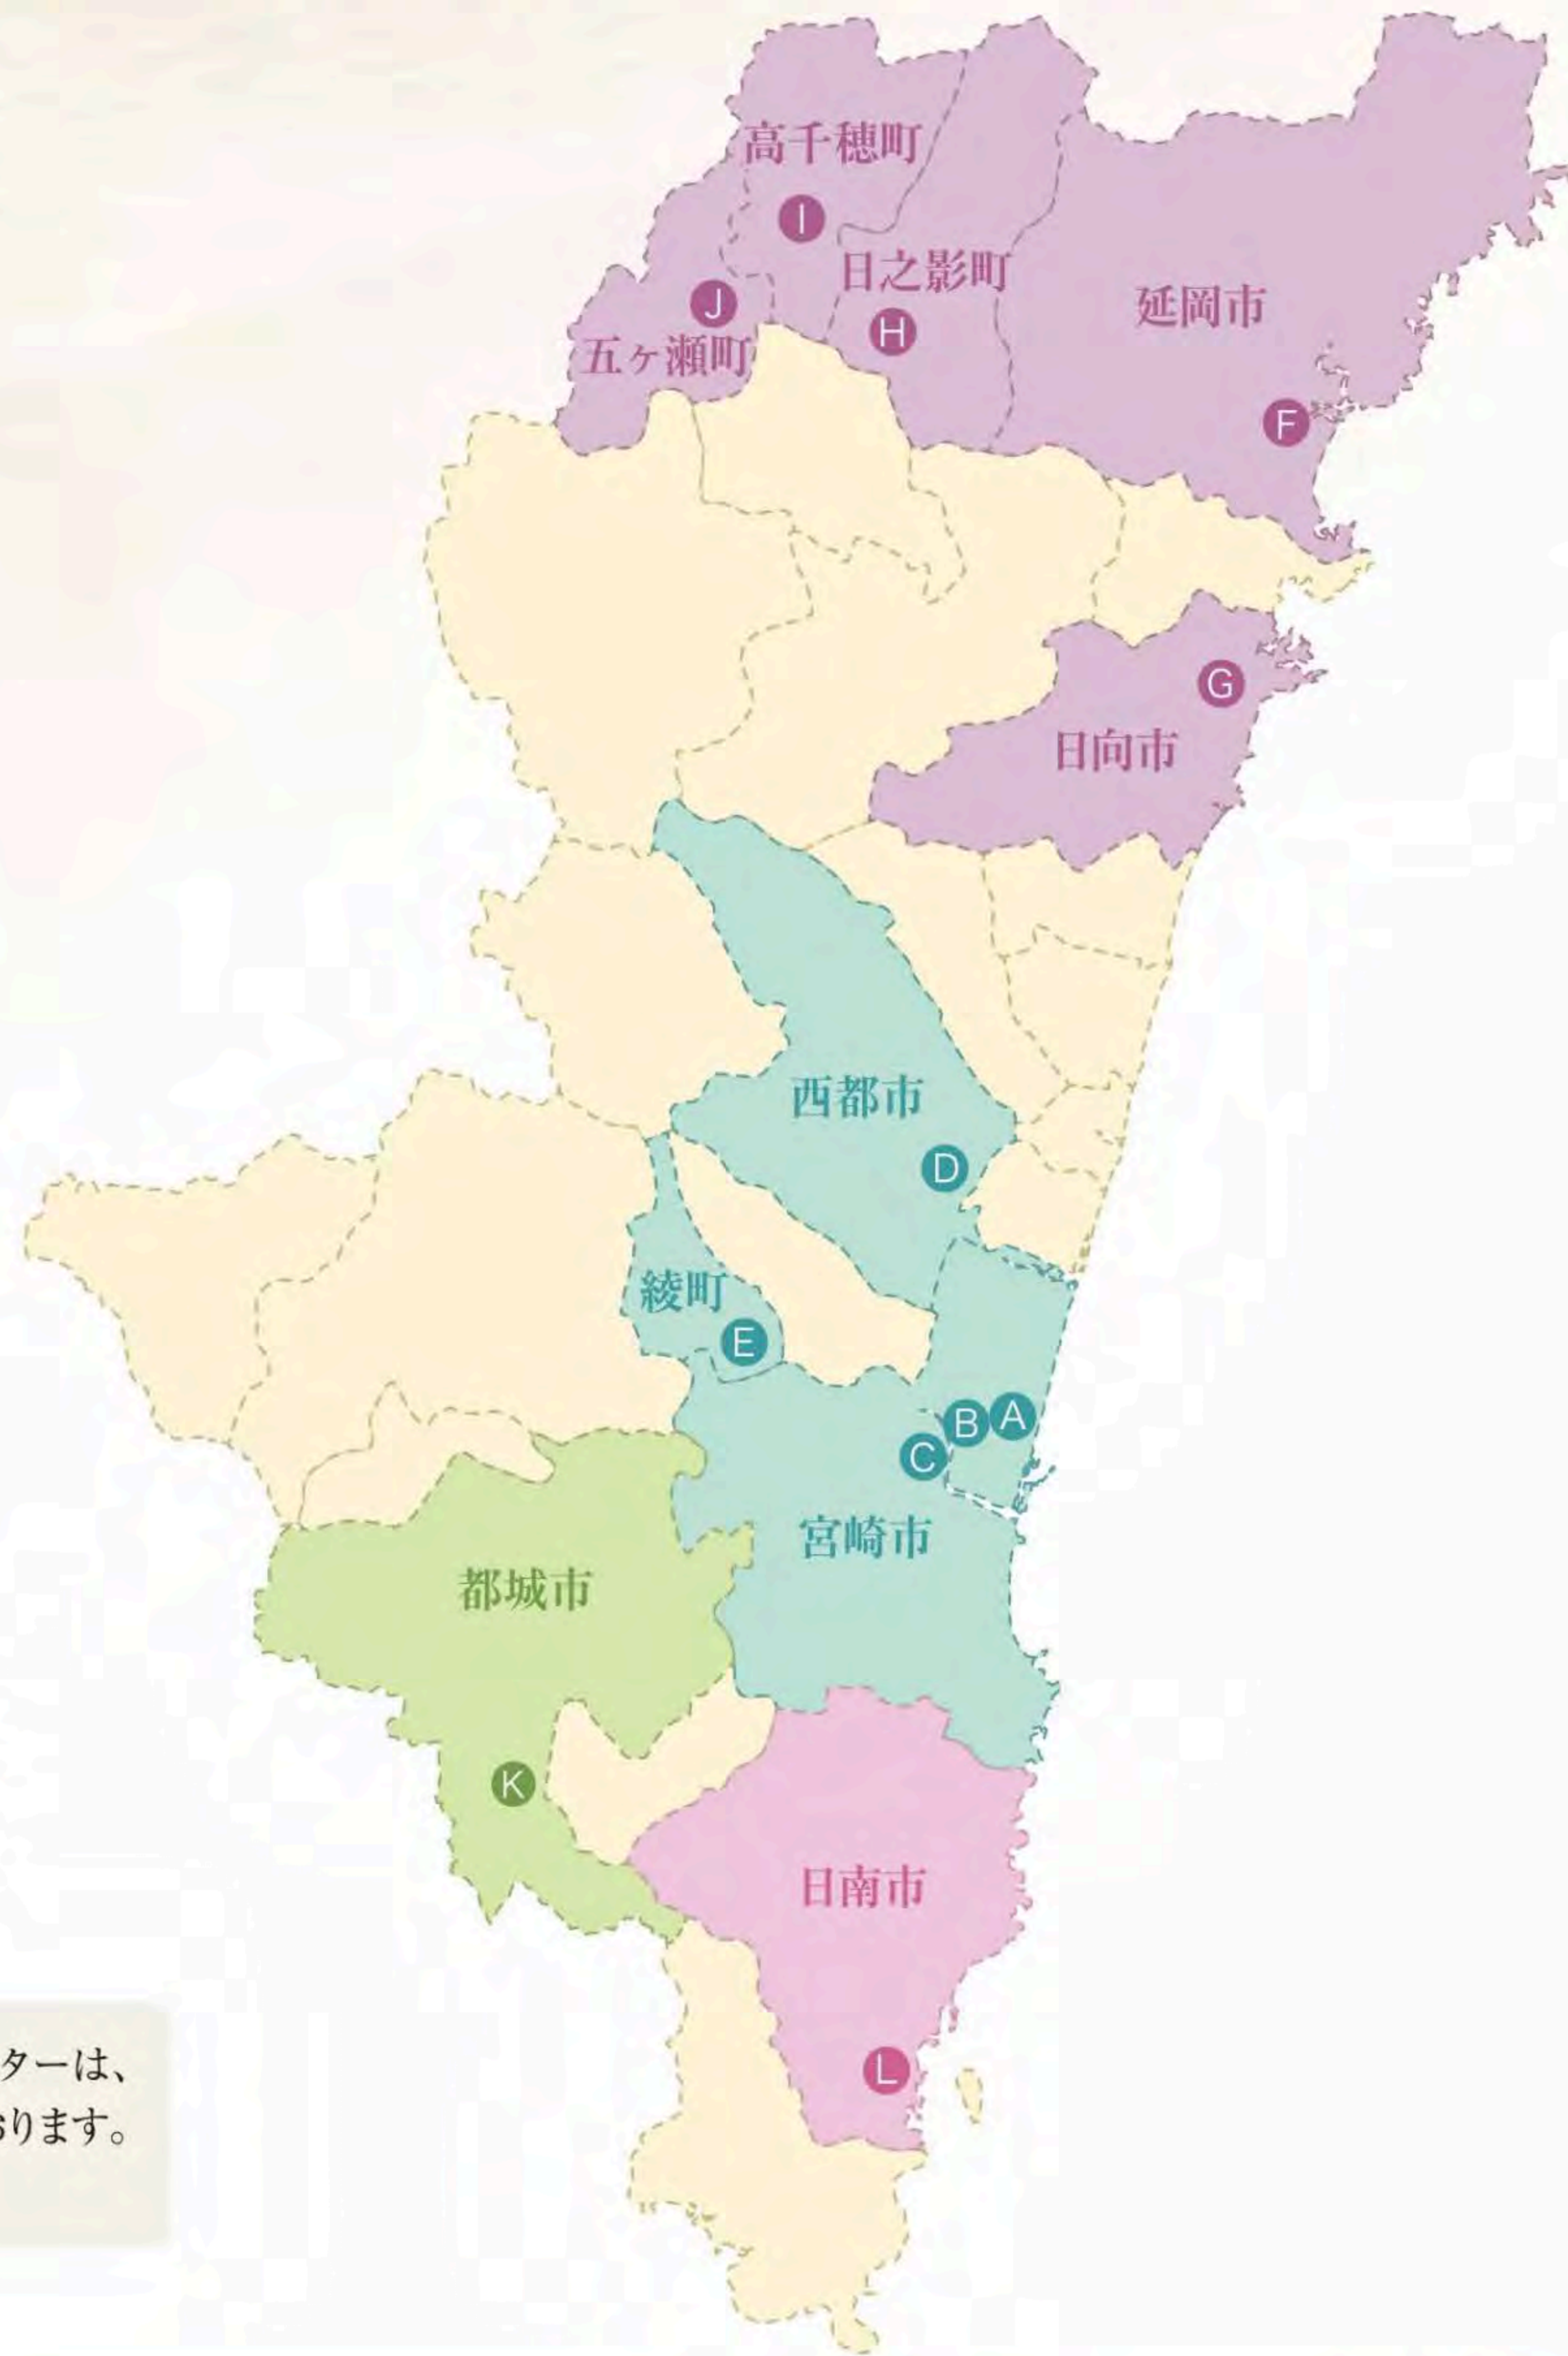 高千穂町
I
日之影町
延岡市
J
H
五ヶ瀬町
F
G
日向市
西都市
D
綾町
E
B
A
C
宮崎市
都城市
K
日南市
L
ターは、
ります。